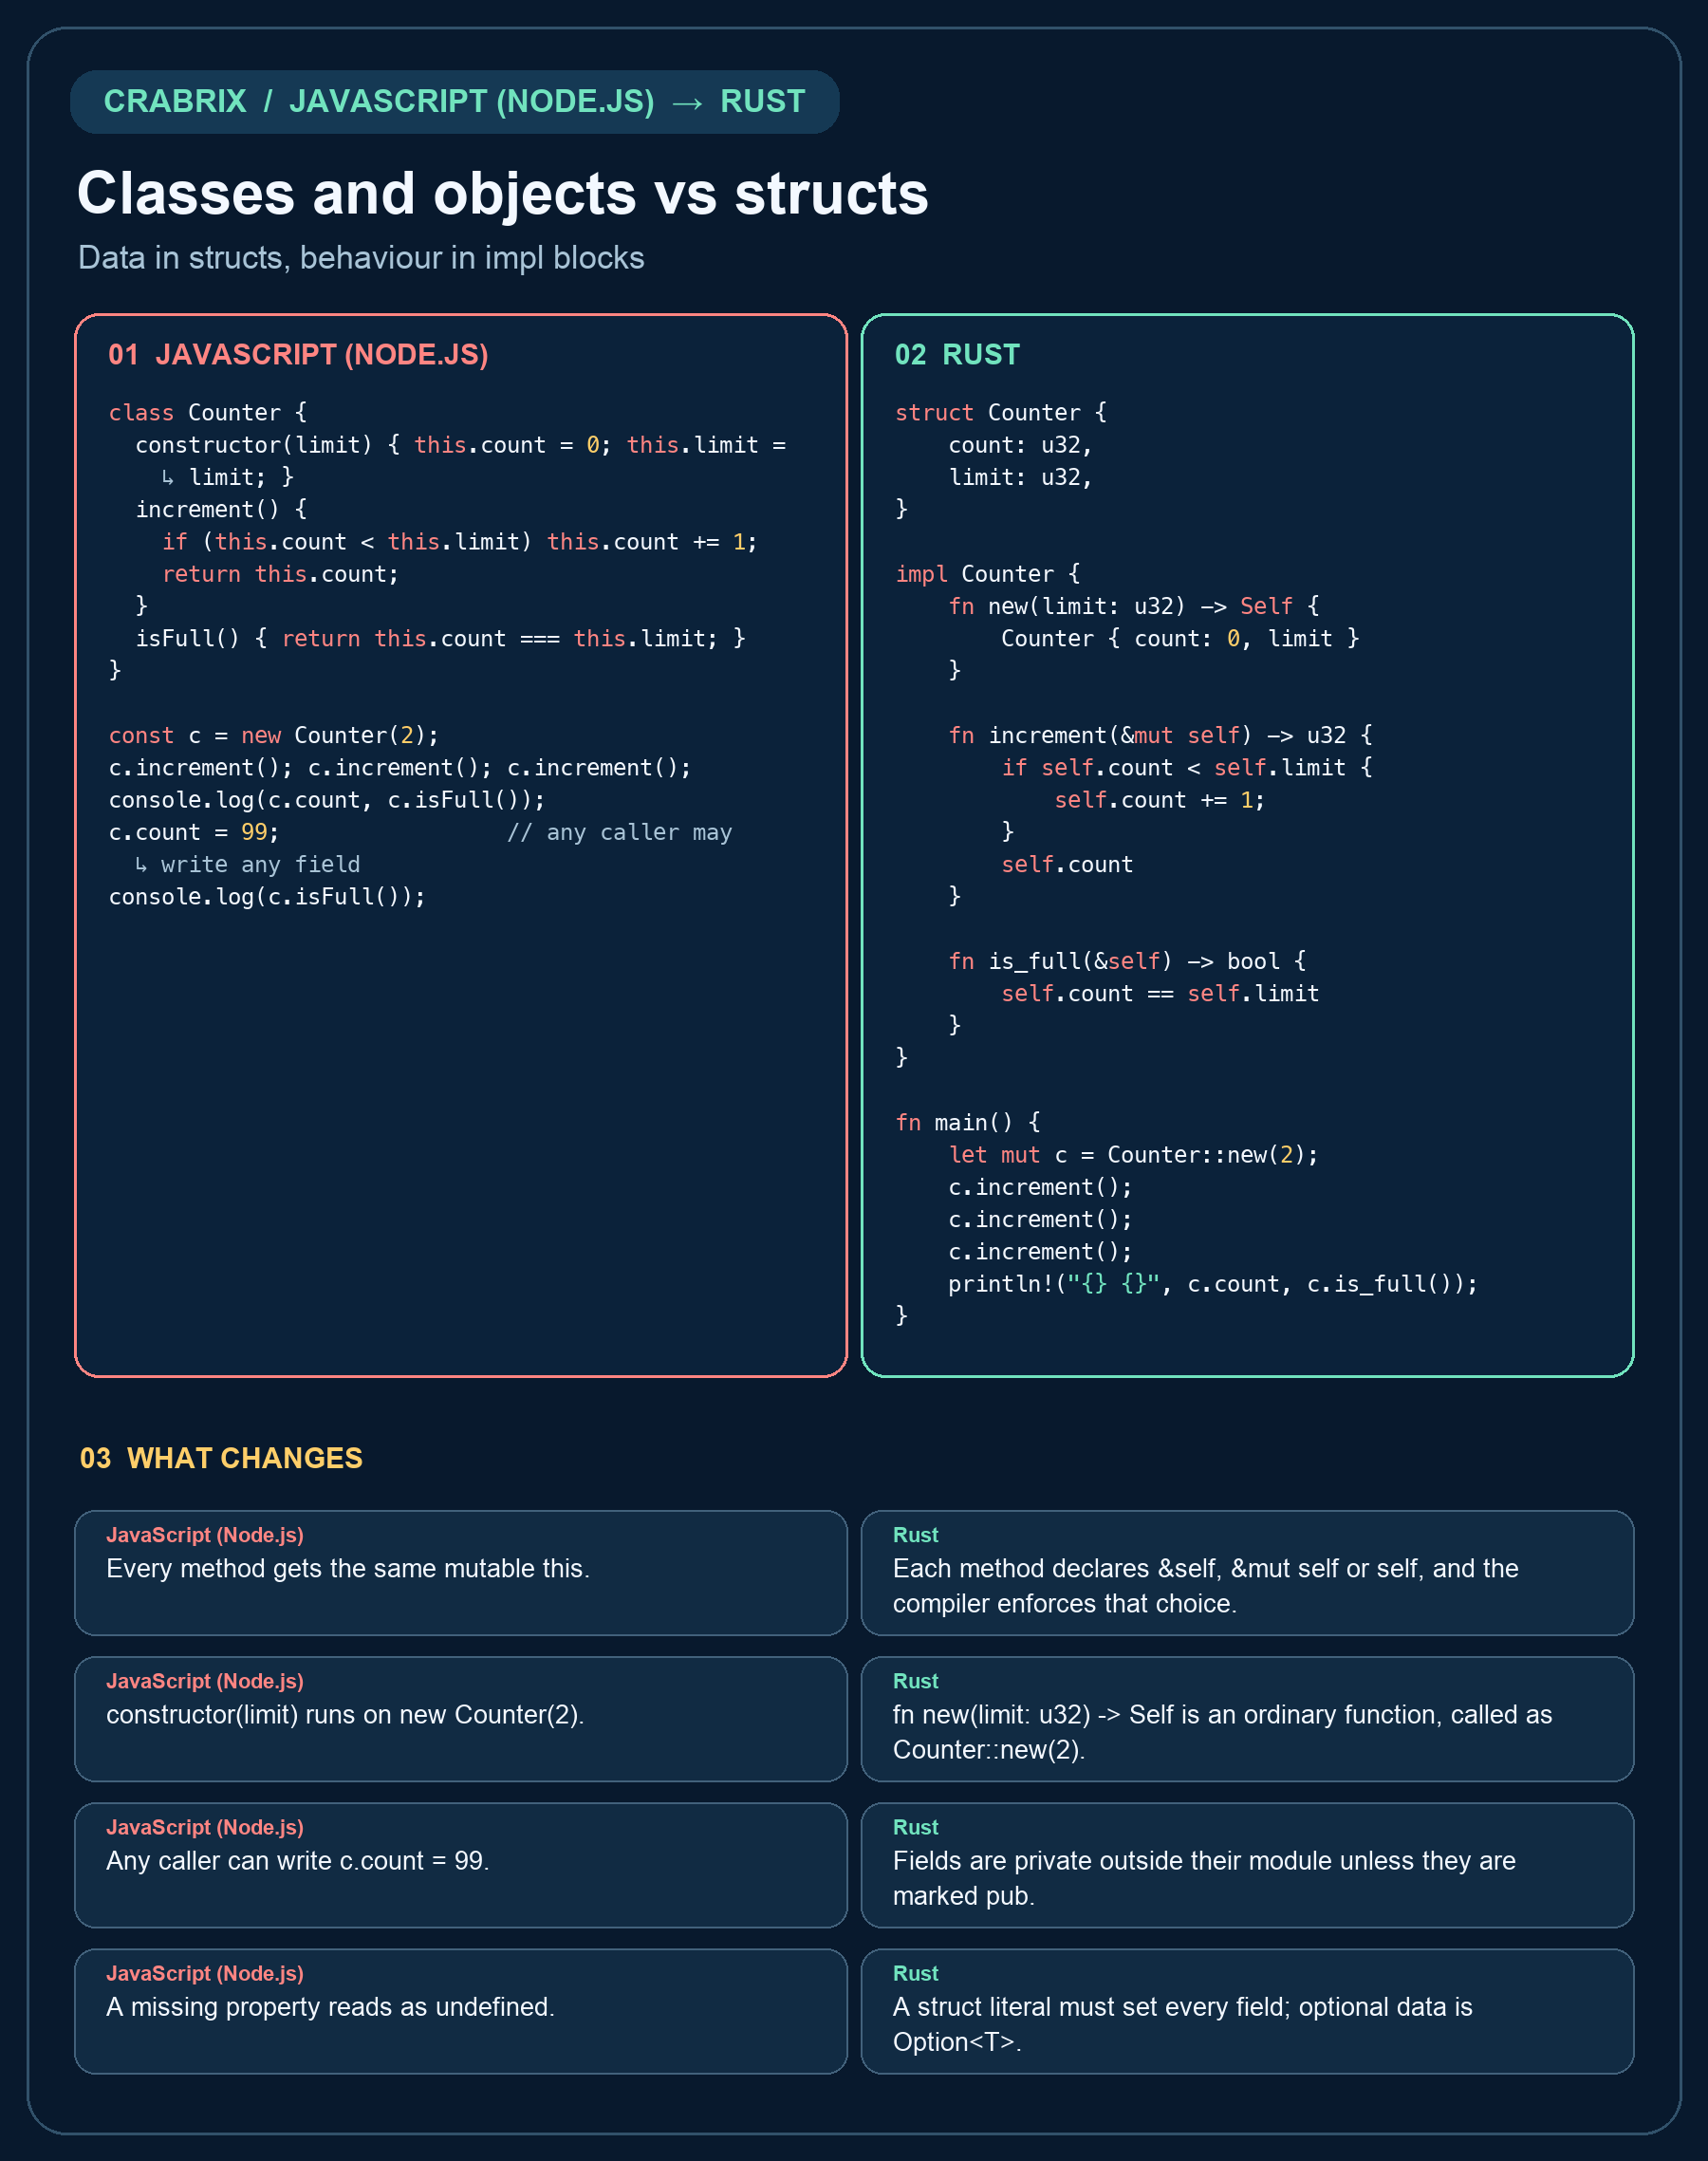 CRABRIX / JAVASCRIPT (NODE.JS) → RUST
Classes and objects vs structs
Data in structs, behaviour in impl blocks
01 JAVASCRIPT (NODE.JS)
class Counter {
  constructor(limit) { this.count = 0; this.limit =
    ↳ limit; }
  increment() {
    if (this.count < this.limit) this.count += 1;
    return this.count;
  }
  isFull() { return this.count === this.limit; }
}

const c = new Counter(2);
c.increment(); c.increment(); c.increment();
console.log(c.count, c.isFull());
c.count = 99;                 // any caller may
  ↳ write any field
console.log(c.isFull());
02 RUST
struct Counter {
    count: u32,
    limit: u32,
}

impl Counter {
    fn new(limit: u32) -> Self {
        Counter { count: 0, limit }
    }

    fn increment(&mut self) -> u32 {
        if self.count < self.limit {
            self.count += 1;
        }
        self.count
    }

    fn is_full(&self) -> bool {
        self.count == self.limit
    }
}

fn main() {
    let mut c = Counter::new(2);
    c.increment();
    c.increment();
    c.increment();
    println!("{} {}", c.count, c.is_full());
}
03 WHAT CHANGES
JavaScript (Node.js)
Every method gets the same mutable this.
Rust
Each method declares &self, &mut self or self, and the
compiler enforces that choice.
JavaScript (Node.js)
constructor(limit) runs on new Counter(2).
Rust
fn new(limit: u32) -> Self is an ordinary function, called as
Counter::new(2).
JavaScript (Node.js)
Any caller can write c.count = 99.
Rust
Fields are private outside their module unless they are
marked pub.
JavaScript (Node.js)
A missing property reads as undefined.
Rust
A struct literal must set every field; optional data is
Option<T>.